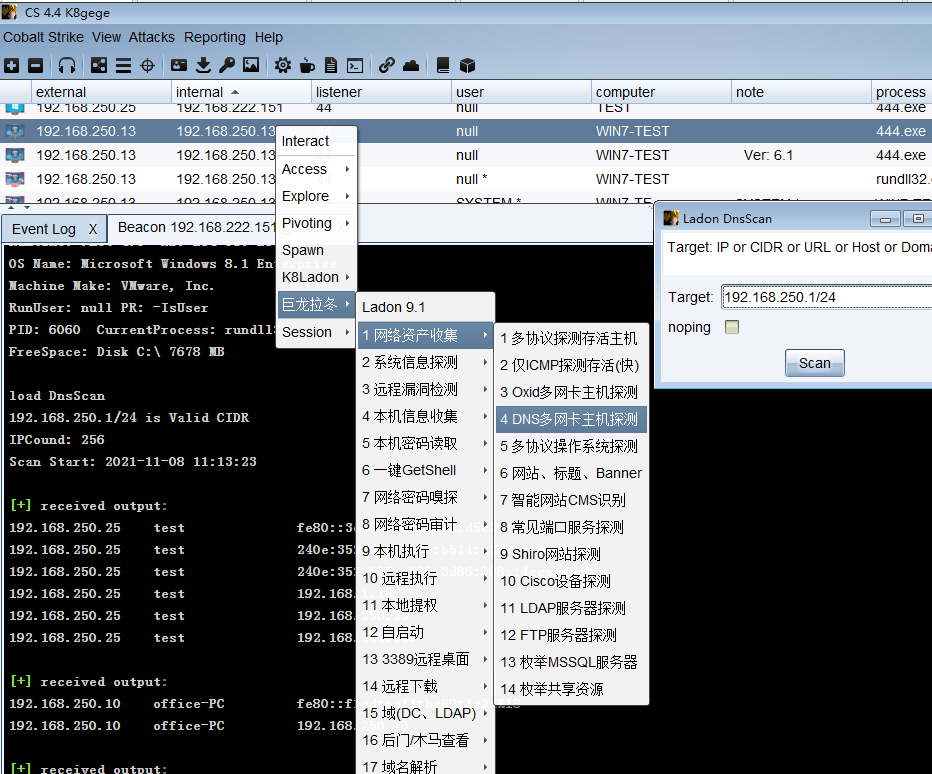 CS 4.4 K8gege
Cobalt Strike View Attacks Reporting Help
external internal listener user computer note process
192.168.250.25 192.168.222.151 44 null TEST 444.exe
192.168.250.13 192.168.250.13 null WIN7-TEST 444.exe
192.168.250.13 192.168.250.13 null WIN7-TEST Ver: 6.1 444.exe
192.168.250.13 192.168.250.13 null * WIN7-TEST rundll32.
192.168.250.13 192.168.250.13 SYSTEM *
Event Log X
Beacon 192.168.222.151
OS Name: Microsoft Windows 8.1
Machine Make: VMware, Inc.
RunUser: null PR: -IsUser
PID: 6060 CurrentProcess:
FreeSpace: Disk C:\ 7678 MB
load DnsScan
192.168.250.1/24 is Valid CIDR
IPCound: 256
Scan Start: 2021-11-08 11:13:23
[+] received output:
192.168.250.25 test
192.168.250.25 test
192.168.250.25 test
192.168.250.25 test
192.168.250.25 test
192.168.250.25 test
[+] received output:
192.168.250.10 office-PC
192.168.250.10 office-PC
[+] received output:
Interact
Access
Explore
Pivoting
Spawn
K8Ladon
巨龙拉冬
Session
Ladon 9.1
1 网络资产收集
2 系统信息探测
3 远程漏洞检测
4 本机信息收集
5 本机密码读取
6 一键GetShell
7 网络密码嗅探
8 网络密码审计
9 本机执行
10 远程执行
11 本地提权
12 自启动
13 3389远程桌面
14 远程下载
15 域(DC、LDAP)
16 后门/木马查看
17 域名解析
1 多协议探测存活主机
2 仅ICMP探测存活(快)
3 Oxid多网卡主机探测
4 DNS多网卡主机探测
5 多协议操作系统探测
6 网站、标题、Banner
7 智能网站CMS识别
8 常见端口服务探测
9 Shiro网站探测
10 Cisco设备探测
11 LDAP服务器探测
12 FTP服务器探测
13 枚举MSSQL服务器
14 枚举共享资源
Ladon DnsScan
Target: IP or CIDR or URL or Host or Doma
Target: 192.168.250.1/24
noping
Scan